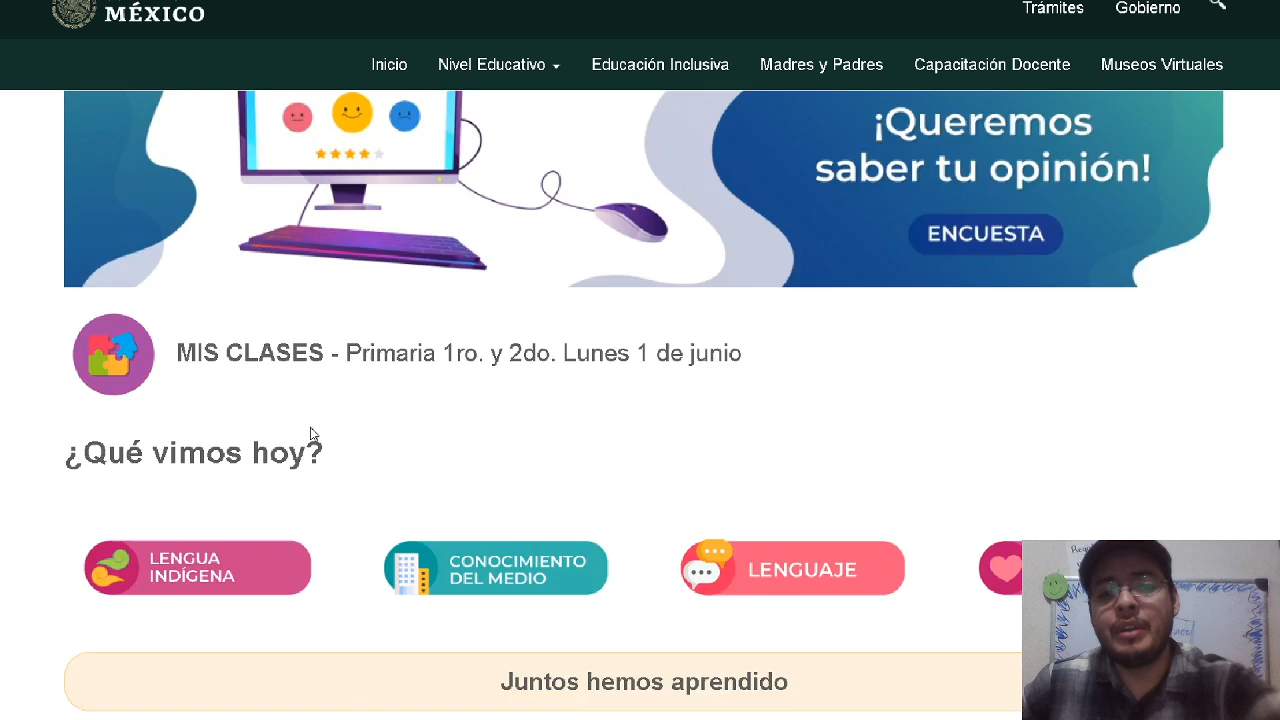 MÉXICO
Trámites
Gobierno
Inicio
Nivel Educativo
Educación Inclusiva
Madres y Padres
Capacitación Docente
Museos Virtuales
¡Queremos
saber tu opinión!
ENCUESTA
MIS CLASES - Primaria 1ro. y 2do. Lunes 1 de junio
¿Qué vimos hoy?
LENGUA
INDÍGENA
CONOCIMIENTO
DEL MEDIO
LENGUAJE
Juntos hemos aprendido